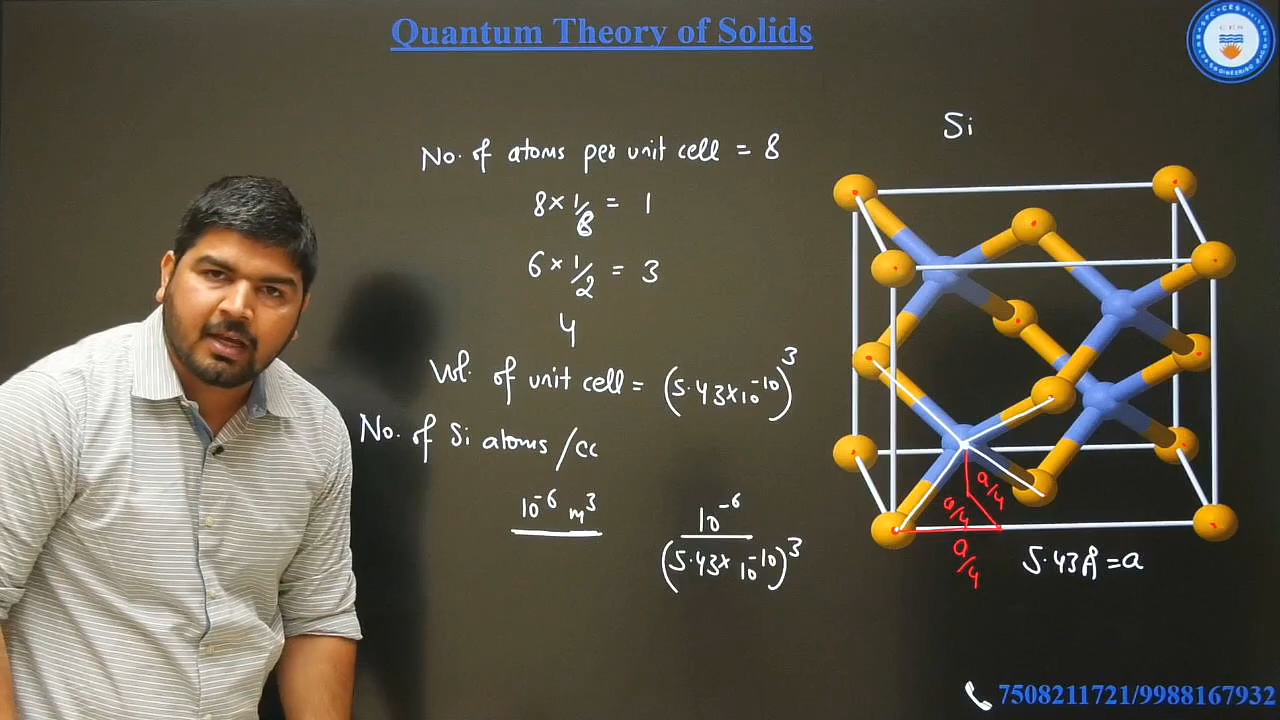 Quantum Theory of Solids
CES
Si
No. of atoms per unit cell = 8
8 × 1/8 = 1
6 × 1/2 = 3
4
Vol. of unit cell = (5.43×10⁻¹⁰)³
No. of Si atoms /cc
10⁻⁶ m³
10⁻⁶
(5.43×10⁻¹⁰)³
a/4
a/4
a/4
5.43Å = a
7508211721/9988167932